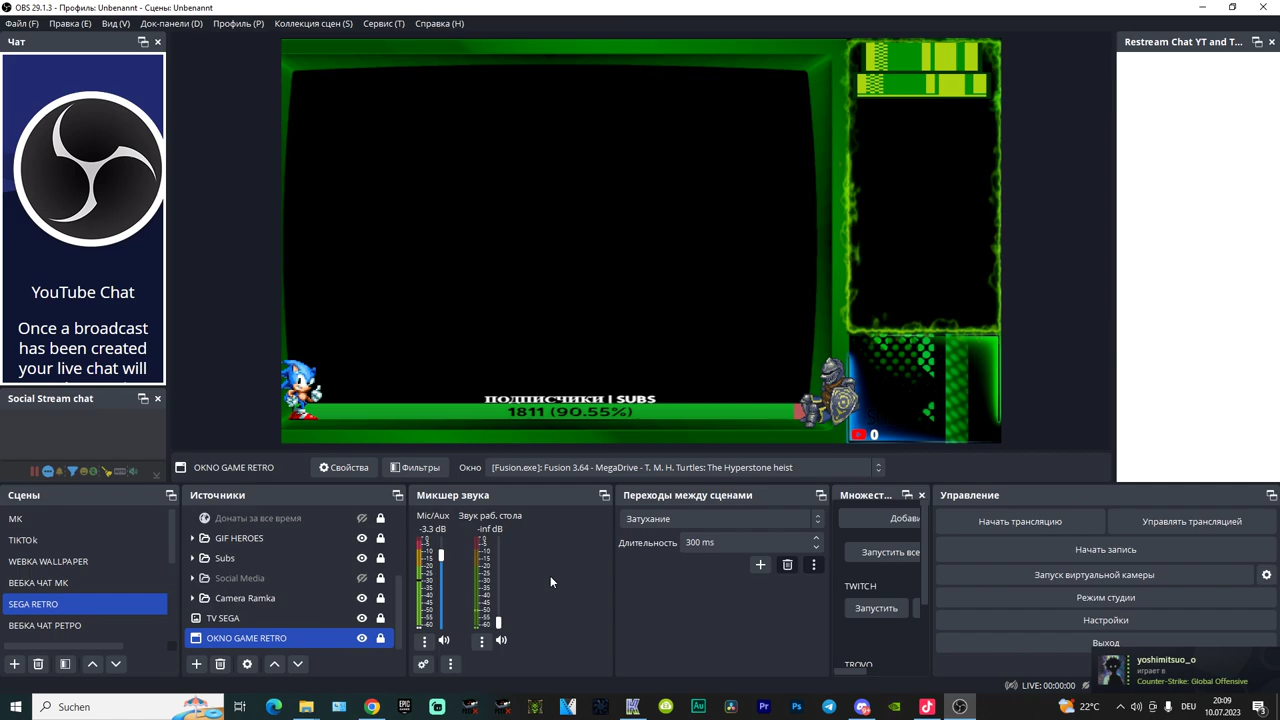 OBS 29.1.3 - Профиль: Unbenannt - Сцены: Unbenannt
Файл (F) Правка (E) Вид (V) Док-панели (D) Профиль (P) Коллекция сцен (S) Сервис (T) Справка (H)
Чат
YouTube Chat
Once a broadcast
has been created
your live chat will
Social Stream chat
Restream Chat YT and T...
подписчики | SUBS
1811 (90.55%)
0
OKNO GAME RETRO Свойства Фильтры Окно [Fusion.exe]: Fusion 3.64 - MegaDrive - T. M. H. Turtles: The Hyperstone heist
Сцены
MK
TIKTOk
WEBKA WALLPAPER
ВЕБКА ЧАТ МК
SEGA RETRO
ВЕБКА ЧАТ РЕТРО
Источники
Донаты за все время
GIF HEROES
Subs
Social Media
Camera Ramka
TV SEGA
OKNO GAME RETRO
Микшер звука
Mic/Aux Звук раб. стола
-3.3 dB -inf dB
Переходы между сценами
Затухание
Длительность 300 ms
Множест...
Добави
Запустить все
TWITCH
Запустить
TROVO
Управление
Начать трансляцию Управлять трансляцией
Начать запись
Запуск виртуальной камеры
Режим студии
Настройки
Выход
yoshimitsuo_o
играет в
Counter-Strike: Global Offensive
LIVE: 00:00:00
Suchen
22°C
DEU
20:09
10.07.2023